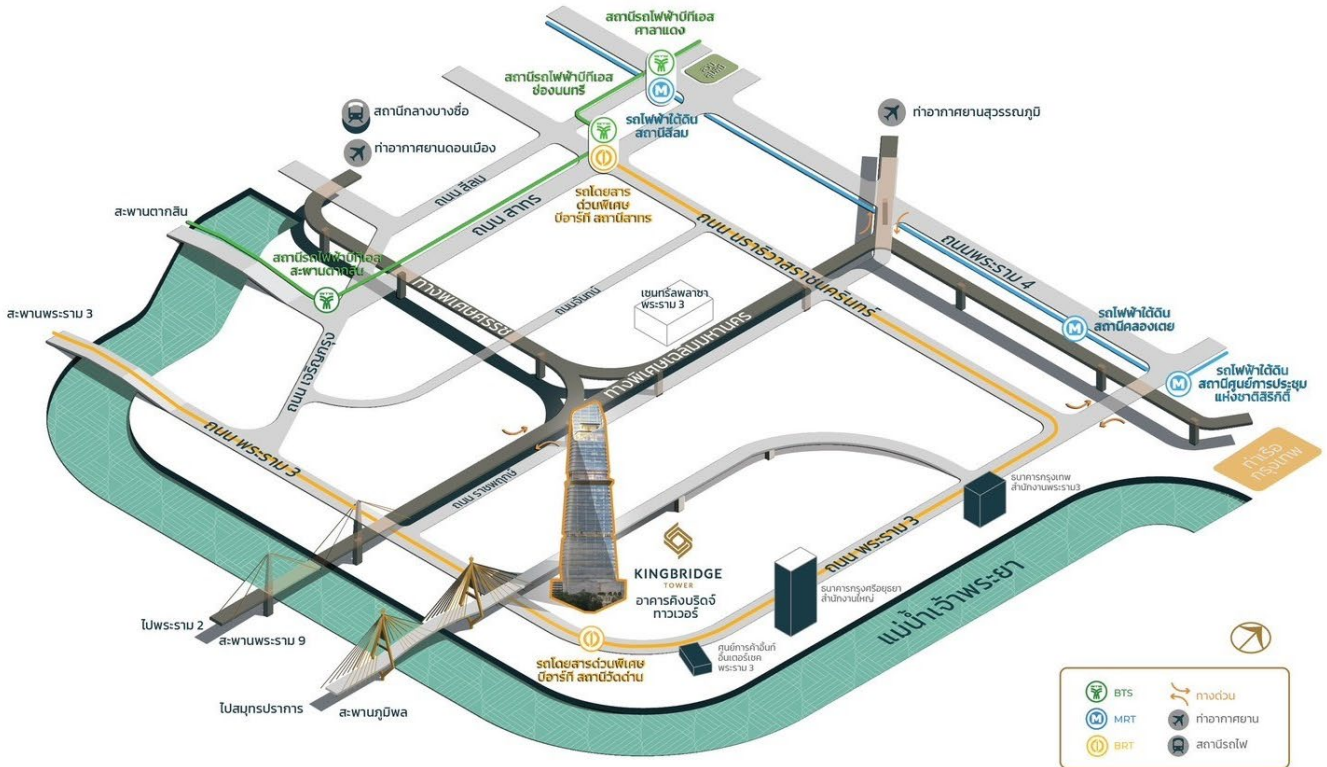 สถานีรถไฟฟ้าบีทีเอส
ศาลาแดง
สถานีรถไฟฟ้าบีทีเอส
ช่องนนทรี
รถไฟฟ้าใต้ดิน
สถานีสีลม
สถานีกลางบางซื่อ
ท่าอากาศยานดอนเมือง
ท่าอากาศยานสุวรรณภูมิ
รถโดยสาร
ด่วนพิเศษ
บีอาร์ที สถานีสาทร
ถนน สีลม
ถนน สาทร
ถนน นราธิวาสราชนครินทร์
ถนนพระราม 4
สะพานตากสิน
สถานีรถไฟฟ้าบีทีเอส
สะพานตากสิน
ทางพิเศษศรีรัช
ถนนจันทน์
เซนทรัลพลาซา
พระราม 3
ทางพิเศษเฉลิมมหานคร
รถไฟฟ้าใต้ดิน
สถานีคลองเตย
รถไฟฟ้าใต้ดิน
สถานีศูนย์การประชุม
แห่งชาติสิริกิติ์
สะพานพระราม 3
ถนน เจริญกรุง
ถนน พระราม 3
ถนน ราชพฤกษ์
ท่าเรือ
กรุงเทพ
ธนาคารกรุงเทพ
สำนักงานพระราม3
ถนน พระราม 3
KINGBRIDGE
TOWER
อาคารคิงบริดจ์
ทาวเวอร์
ธนาคารกรุงศรีอยุธยา
สำนักงานใหญ่
แม่น้ำเจ้าพระยา
ไปพระราม 2
สะพานพระราม 9
ศูนย์การค้าอิ้นท์
อินเตอร์เซค
พระราม 3
รถโดยสารด่วนพิเศษ
บีอาร์ที สถานีวัดด่าน
ไปสมุทรปราการ
สะพานภูมิพล
BTS
ทางด่วน
MRT
ท่าอากาศยาน
BRT
สถานีรถไฟ